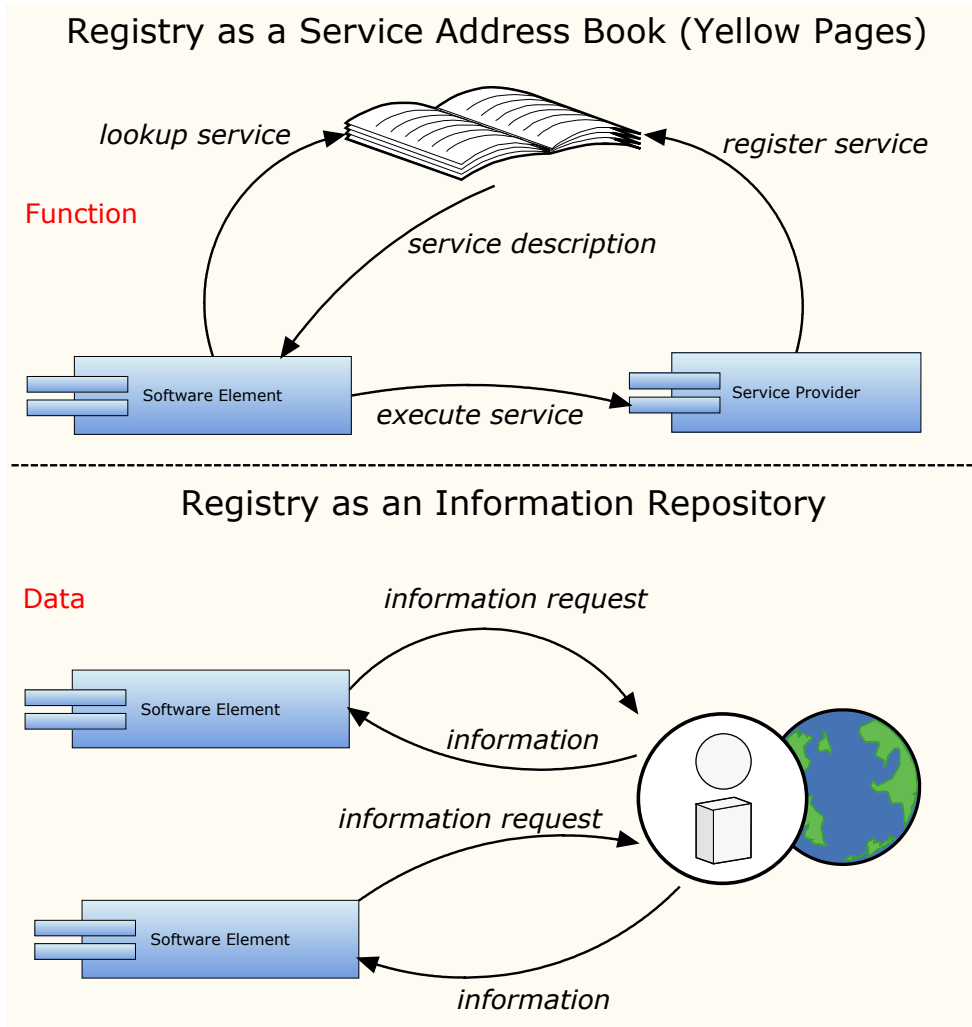 Registry as a Service Address Book (Yellow Pages)
lookup service
register service
Function
service description
Software Element
Service Provider
execute service
Registry as an Information Repository
Data
information request
Software Element
information
information request
Software Element
information